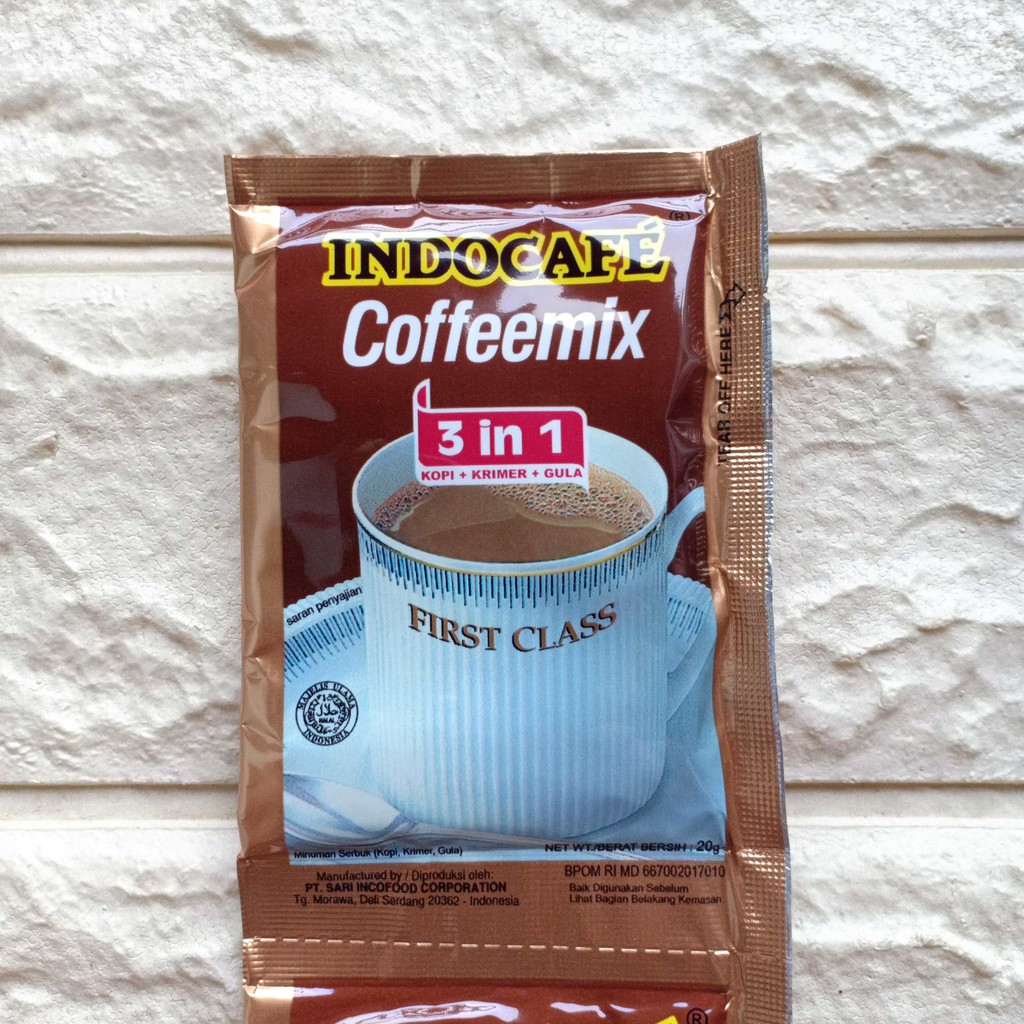 INDOCAFÉ ®
Coffeemix
3 in 1
KOPI + KRIMER + GULA
TEAR OFF HERE
FIRST CLASS
saran penyajian
MAJELIS ULAMA
حلال
HALAL
INDONESIA
Minuman Serbuk (Kopi, Krimer, Gula)
NET WT./BERAT BERSIH : 20g
Manufactured by / Diproduksi oleh:
PT. SARI INCOFOOD CORPORATION
Tg. Morawa, Deli Serdang 20362 - Indonesia
BPOM RI MD 667002017010
Baik Digunakan Sebelum
Lihat Bagian Belakang Kemasan
®